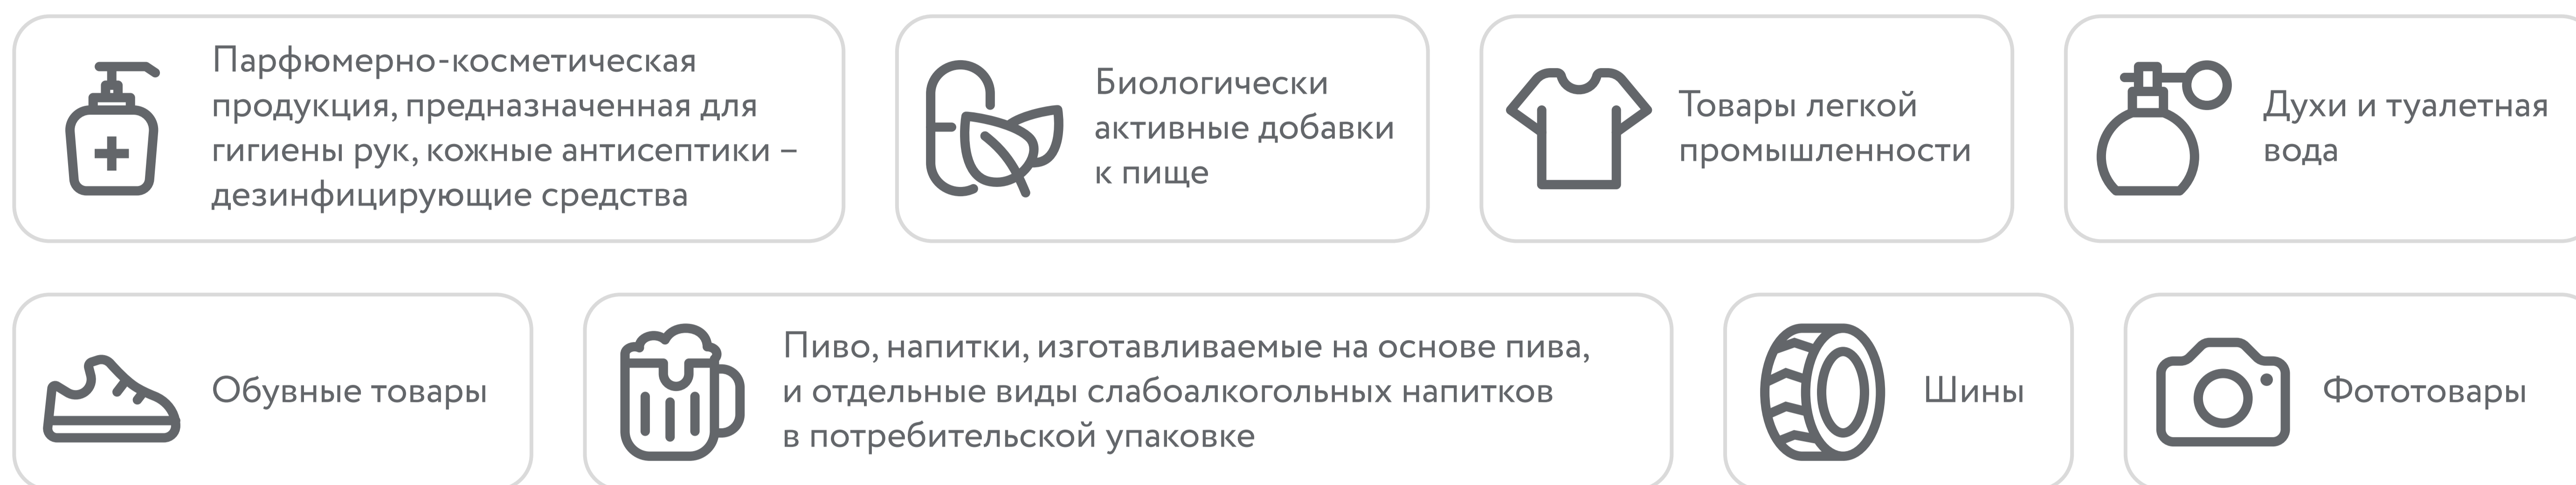 Парфюмерно-косметическая
продукция, предназначенная для
гигиены рук, кожные антисептики –
дезинфицирующие средства
Биологически
активные добавки
к пище
Товары легкой
промышленности
Духи и туалетная
вода
Обувные товары
Пиво, напитки, изготавливаемые на основе пива,
и отдельные виды слабоалкогольных напитков
в потребительской упаковке
Шины
Фототовары